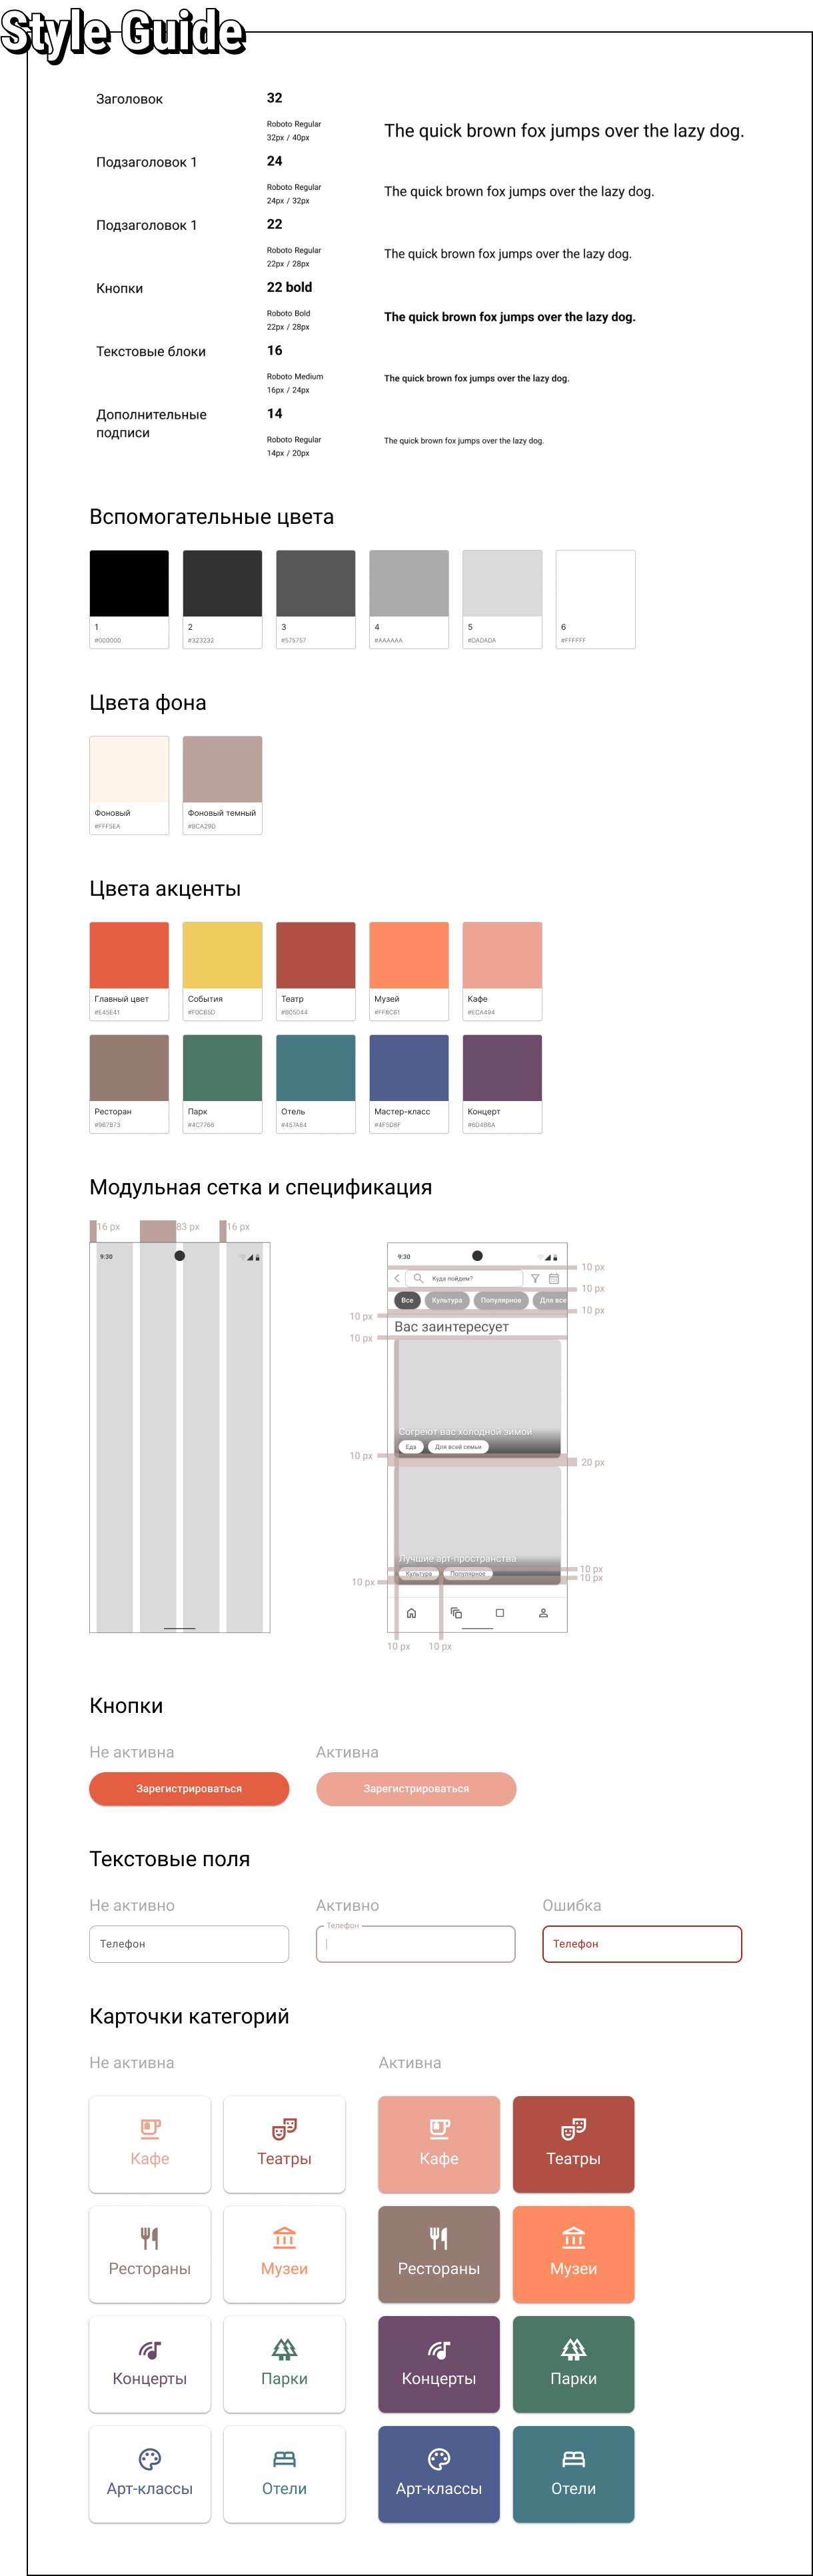 Style Guide
Заголовок
32
Roboto Regular
32px / 40px
The quick brown fox jumps over the lazy dog.
Подзаголовок 1
24
Roboto Regular
24px / 32px
The quick brown fox jumps over the lazy dog.
Подзаголовок 1
22
Roboto Regular
22px / 28px
The quick brown fox jumps over the lazy dog.
Кнопки
22 bold
Roboto Bold
22px / 28px
The quick brown fox jumps over the lazy dog.
Текстовые блоки
16
Roboto Medium
16px / 24px
The quick brown fox jumps over the lazy dog.
Дополнительные
подписи
14
Roboto Regular
14px / 20px
The quick brown fox jumps over the lazy dog.
Вспомогательные цвета
1 2 3 4 5 6
#000000 #323232 #575757 #AAAAAA #DADADA #FFFFFF
Цвета фона
Фоновый Фоновый темный
#FFF5EA #BCA29D
Цвета акценты
Главный цвет События Театр Музей Кафе
#E45E41 #F0CB5D #B05044 #FF8C61 #ECA494
Ресторан Парк Отель Мастер-класс Концерт
#967B73 #4C7766 #457A84 #4F5D8F #6D496A
Модульная сетка и спецификация
16 px 83 px 16 px
9:30
9:30
10 px
Куда пойдем?
10 px
Все Культура Популярное Для все
10 px
10 px
Вас заинтересует
10 px
Согреют вас холодной зимой
Еда Для всей семьи
10 px
20 px
Лучшие арт-пространства
10 px
Культура Популярное
10 px
10 px
10 px 10 px
Кнопки
Не активна Активна
Зарегистрироваться Зарегистрироваться
Текстовые поля
Не активно Активно Ошибка
Телефон
Телефон
Телефон
Карточки категорий
Не активна Активна
Кафе Театры Кафе Театры
Рестораны Музеи Рестораны Музеи
Концерты Парки Концерты Парки
Арт-классы Отели Арт-классы Отели